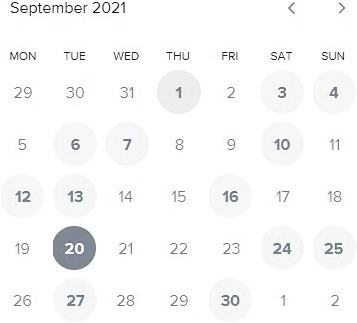 September 2021
MON TUE WED THU FRI SAT SUN
29 30 31 1 2 3 4
5 6 7 8 9 10 11
12 13 14 15 16 17 18
19 20 21 22 23 24 25
26 27 28 29 30 1 2